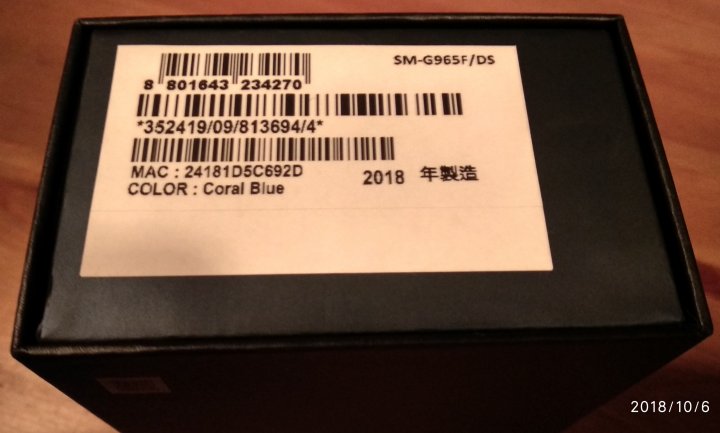 SM-G965F/DS
8 801643 234270
*352419/09/813694/4*
MAC : 24181D5C692D
COLOR : Coral Blue
2018 年製造
2018/10/6